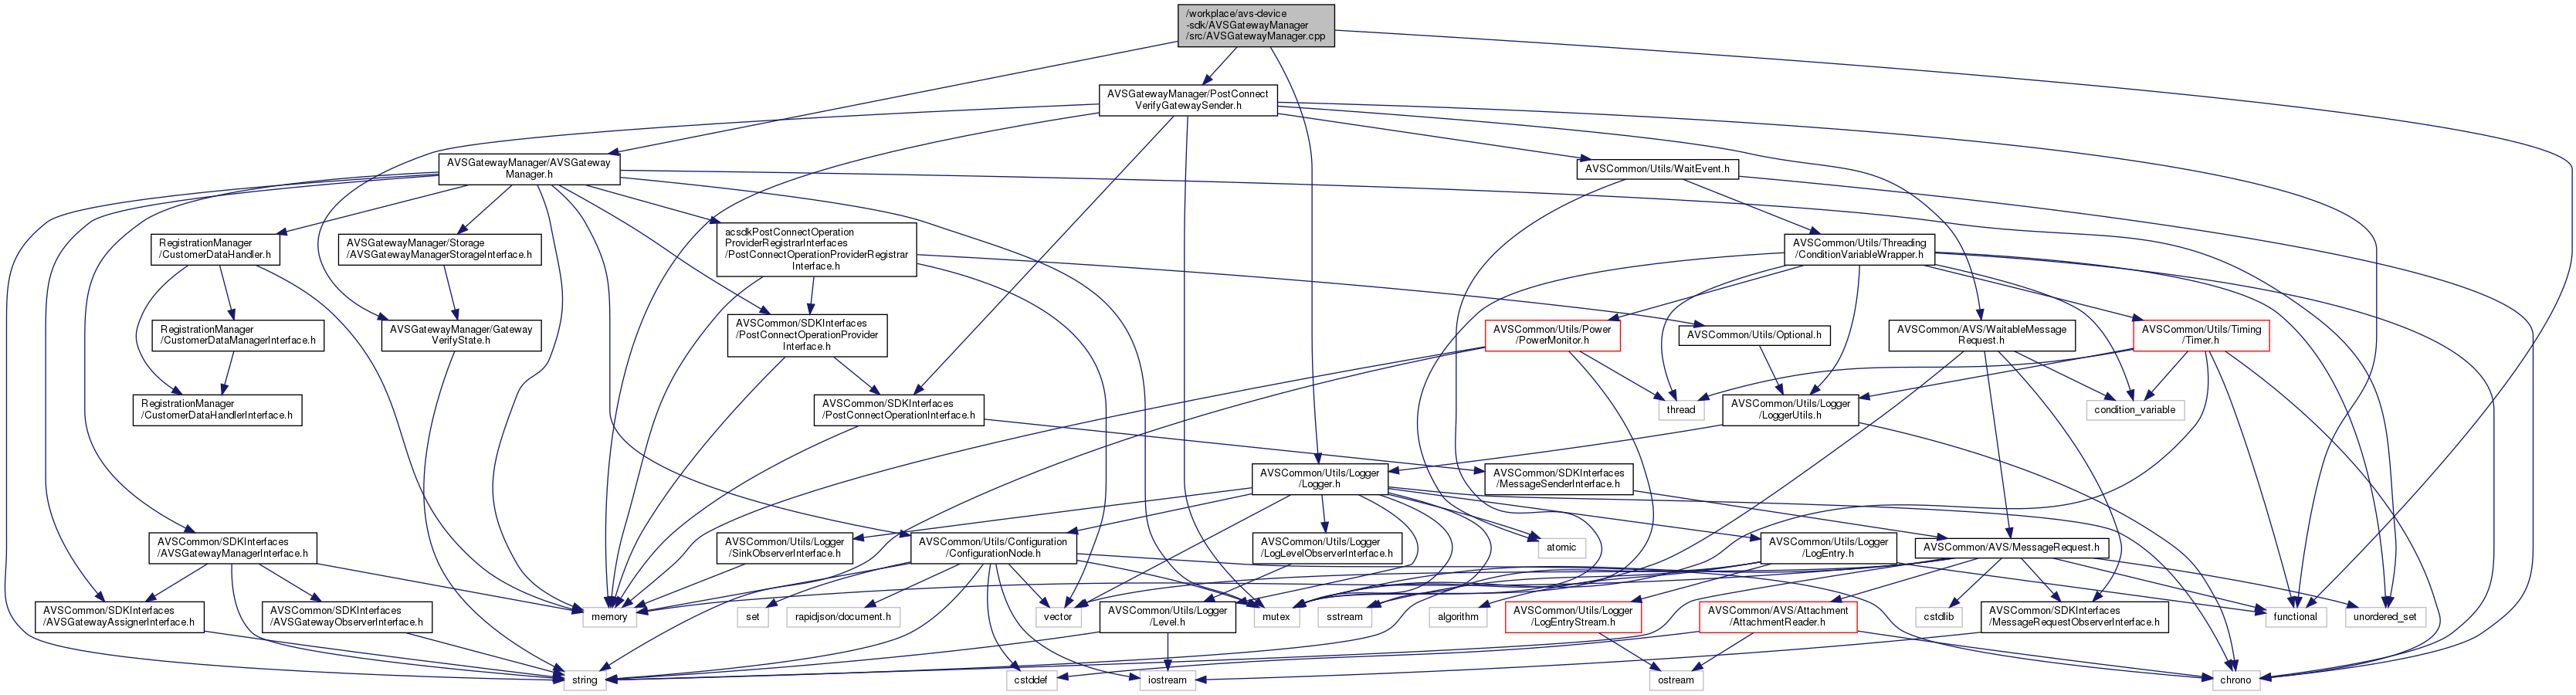 /workplace/avs-device
-sdk/AVSGatewayManager
/src/AVSGatewayManager.cpp
AVSGatewayManager/PostConnect
VerifyGatewaySender.h
AVSGatewayManager/AVSGateway
Manager.h
AVSCommon/Utils/WaitEvent.h
RegistrationManager
/CustomerDataHandler.h
AVSGatewayManager/Storage
/AVSGatewayManagerStorageInterface.h
acsdkPostConnectOperation
ProviderRegistrarInterfaces
/PostConnectOperationProviderRegistrar
Interface.h
AVSCommon/Utils/Threading
/ConditionVariableWrapper.h
RegistrationManager
/CustomerDataManagerInterface.h
AVSGatewayManager/Gateway
VerifyState.h
AVSCommon/SDKInterfaces
/PostConnectOperationProvider
Interface.h
AVSCommon/Utils/Power
/PowerMonitor.h
AVSCommon/Utils/Optional.h
AVSCommon/AVS/WaitableMessage
Request.h
AVSCommon/Utils/Timing
/Timer.h
RegistrationManager
/CustomerDataHandlerInterface.h
AVSCommon/SDKInterfaces
/PostConnectOperationInterface.h
thread
AVSCommon/Utils/Logger
/LoggerUtils.h
condition_variable
AVSCommon/Utils/Logger
/Logger.h
AVSCommon/SDKInterfaces
/MessageSenderInterface.h
AVSCommon/SDKInterfaces
/AVSGatewayManagerInterface.h
AVSCommon/Utils/Logger
/SinkObserverInterface.h
AVSCommon/Utils/Configuration
/ConfigurationNode.h
AVSCommon/Utils/Logger
/LogLevelObserverInterface.h
atomic
AVSCommon/Utils/Logger
/LogEntry.h
AVSCommon/AVS/MessageRequest.h
AVSCommon/SDKInterfaces
/AVSGatewayAssignerInterface.h
AVSCommon/SDKInterfaces
/AVSGatewayObserverInterface.h
memory
set
rapidjson/document.h
vector
AVSCommon/Utils/Logger
/Level.h
mutex
sstream
algorithm
AVSCommon/Utils/Logger
/LogEntryStream.h
AVSCommon/AVS/Attachment
/AttachmentReader.h
cstdlib
AVSCommon/SDKInterfaces
/MessageRequestObserverInterface.h
functional
unordered_set
string
cstddef
iostream
ostream
chrono